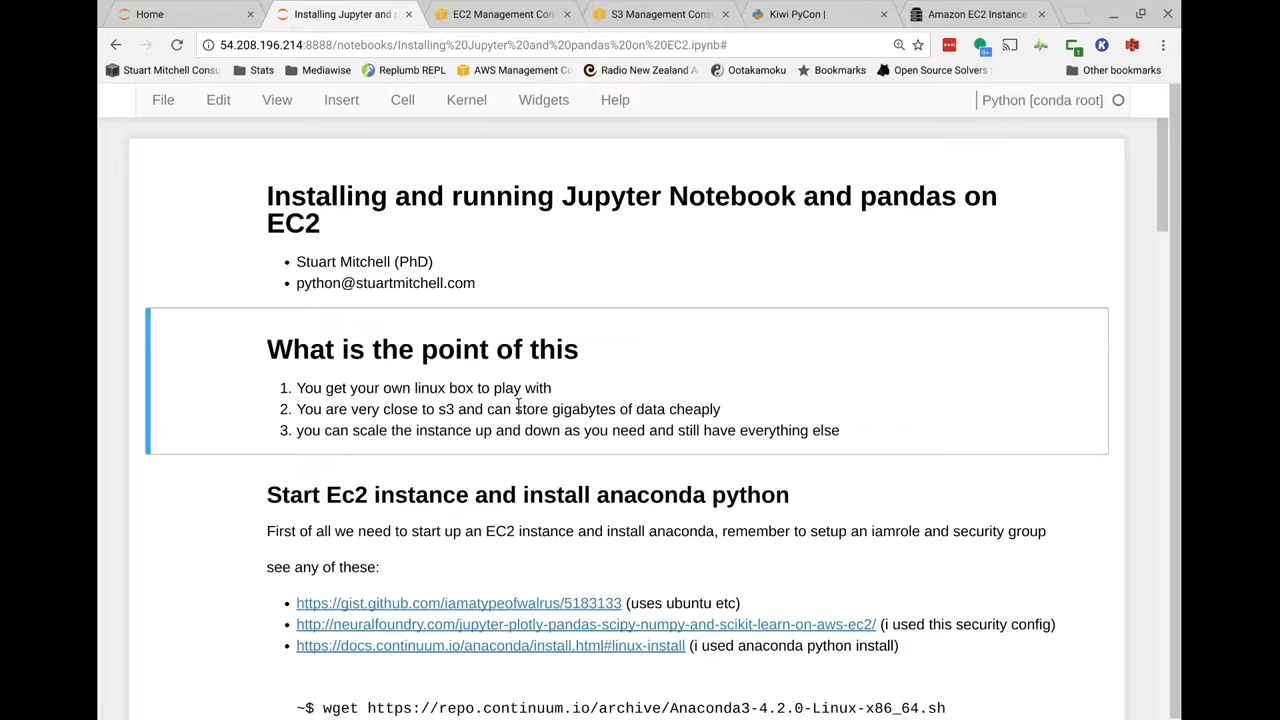 Home
Installing Jupyter and p
EC2 Management Con
S3 Management Cons
Kiwi PyCon |
Amazon EC2 Instance
54.208.196.214:8888/notebooks/Installing%20Jupyter%20and%20pandas%20on%20EC2.ipynb#
9+
1
Stuart Mitchell Consu
Stats
Mediawise
Replumb REPL
AWS Management Co
Radio New Zealand
Ootakamoku
Bookmarks
Open Source Solvers
Other bookmarks
File Edit View Insert Cell Kernel Widgets Help
Python [conda root]
Installing and running Jupyter Notebook and pandas on
EC2
• Stuart Mitchell (PhD)
• python@stuartmitchell.com
What is the point of this
1. You get your own linux box to play with
2. You are very close to s3 and can store gigabytes of data cheaply
3. you can scale the instance up and down as you need and still have everything else
Start Ec2 instance and install anaconda python
First of all we need to start up an EC2 instance and install anaconda, remember to setup an iamrole and security group
see any of these:
• https://gist.github.com/iamatypeofwalrus/5183133 (uses ubuntu etc)
• http://neuralfoundry.com/jupyter-plotly-pandas-scipy-numpy-and-scikit-learn-on-aws-ec2/ (i used this security config)
• https://docs.continuum.io/anaconda/install.html#linux-install (i used anaconda python install)
~$ wget https://repo.continuum.io/archive/Anaconda3-4.2.0-Linux-x86_64.sh